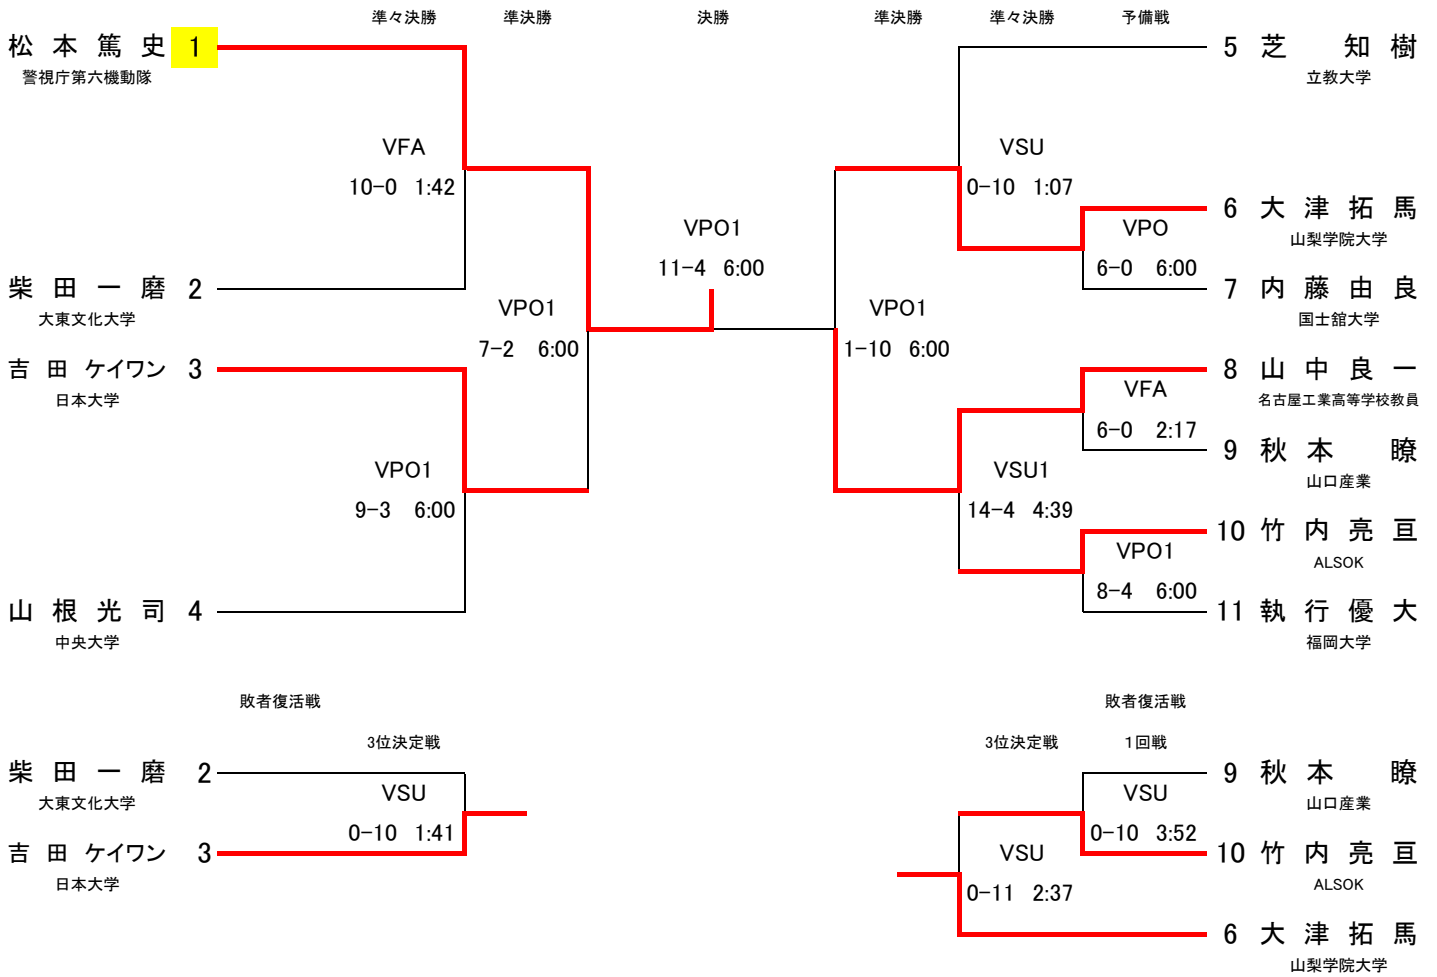 準々決勝 準決勝 決勝 準決勝 準々決勝 予備戦
松本篤史 1
警視庁第六機動隊
5 芝 知樹
立教大学
VFA
10-0 1:42
VSU
0-10 1:07
6 大津拓馬
山梨学院大学
VPO1
11-4 6:00
VPO
6-0 6:00
柴田一磨 2
大東文化大学
7 内藤由良
国士舘大学
VPO1
7-2 6:00
VPO1
1-10 6:00
吉田 ケイワン 3
日本大学
8 山中良一
名古屋工業高等学校教員
VFA
6-0 2:17
9 秋本 瞭
山口産業
VPO1
9-3 6:00
VSU1
14-4 4:39
10 竹内亮亘
ALSOK
VPO1
8-4 6:00
山根光司 4
中央大学
11 執行優大
福岡大学
敗者復活戦 敗者復活戦
3位決定戦 3位決定戦 1回戦
柴田一磨 2
大東文化大学
9 秋本 瞭
山口産業
VSU
0-10 1:41
VSU
0-10 3:52
吉田 ケイワン 3
日本大学
10 竹内亮亘
ALSOK
VSU
0-11 2:37
6 大津拓馬
山梨学院大学